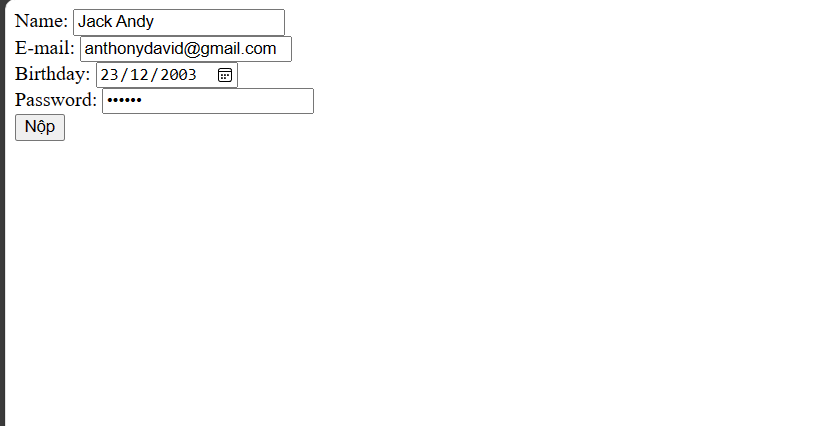 Name: Jack Andy
E-mail: anthonydavid@gmail.com
Birthday: 23/12/2003
Password: ••••••
Nộp